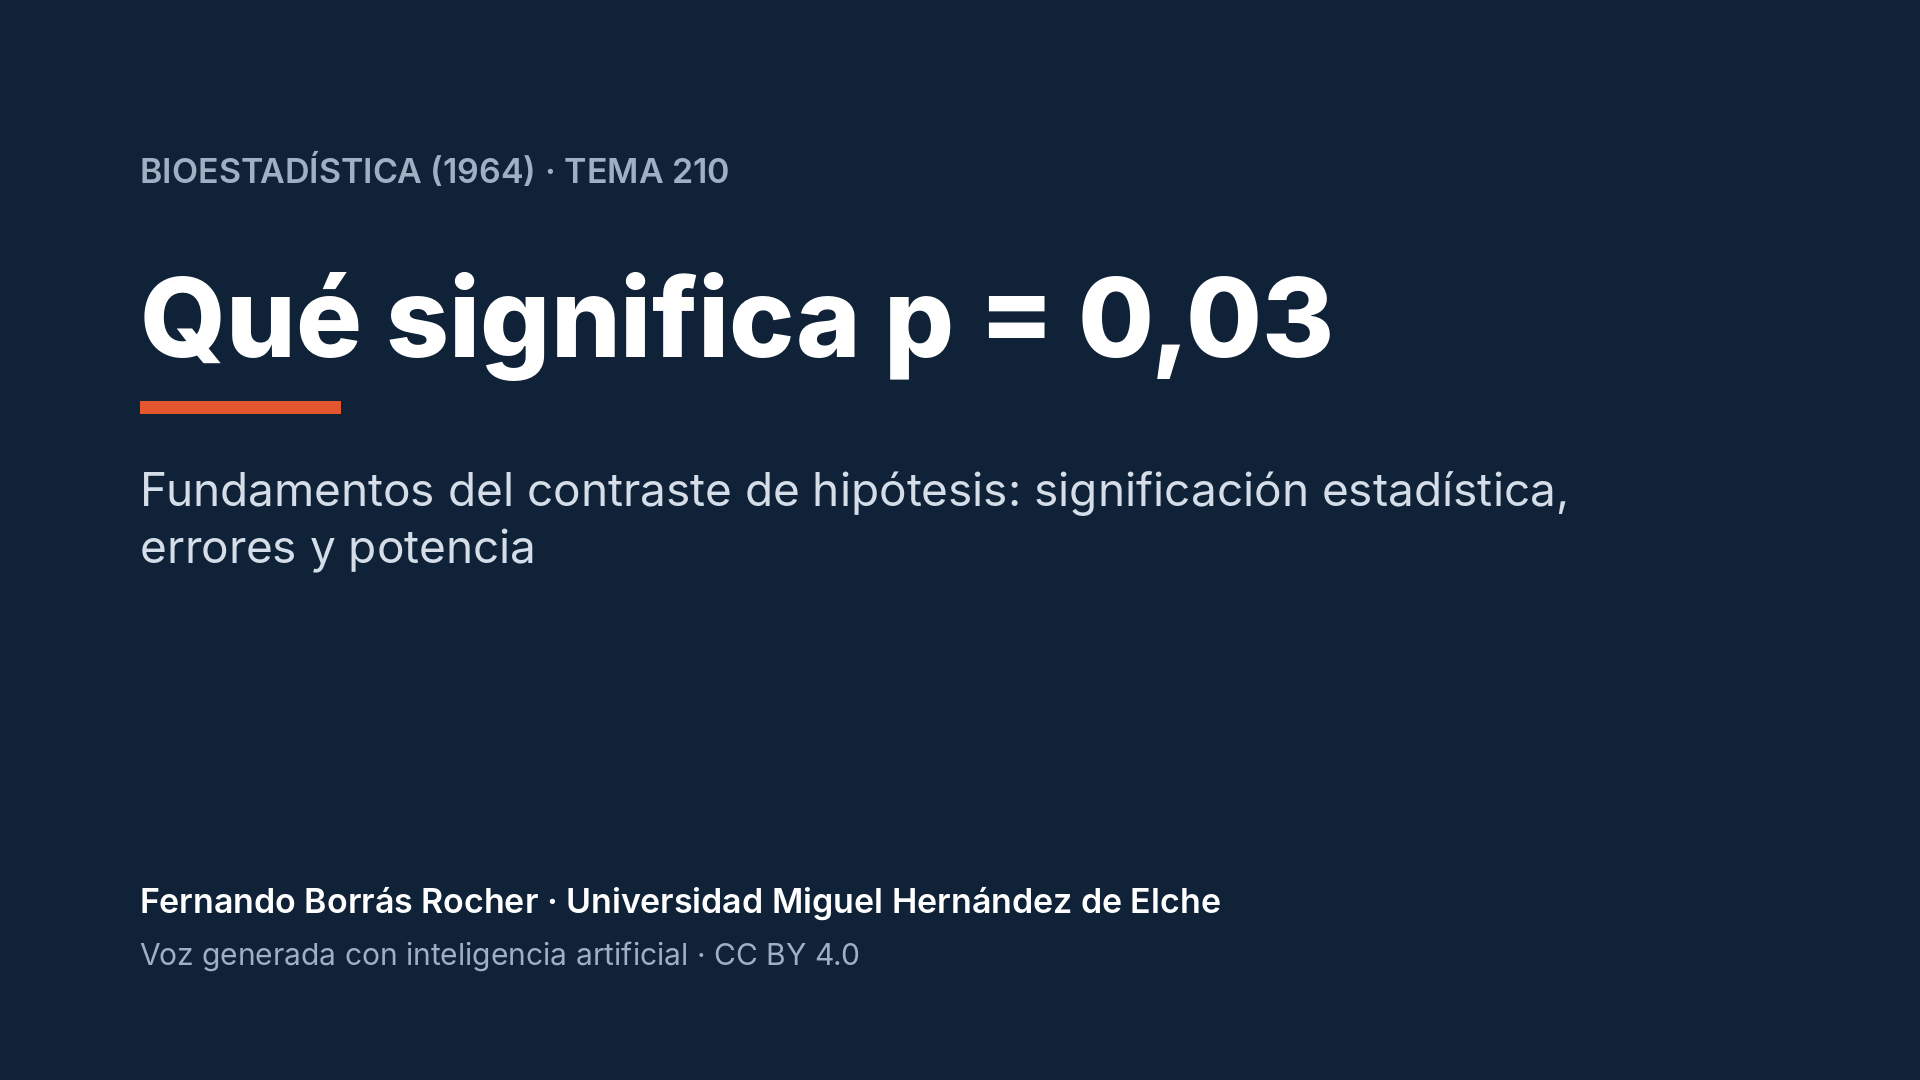 BIOESTADÍSTICA (1964) · TEMA 210
Qué significa p = 0,03
Fundamentos del contraste de hipótesis: significación estadística,
errores y potencia
Fernando Borrás Rocher · Universidad Miguel Hernández de Elche
Voz generada con inteligencia artificial · CC BY 4.0